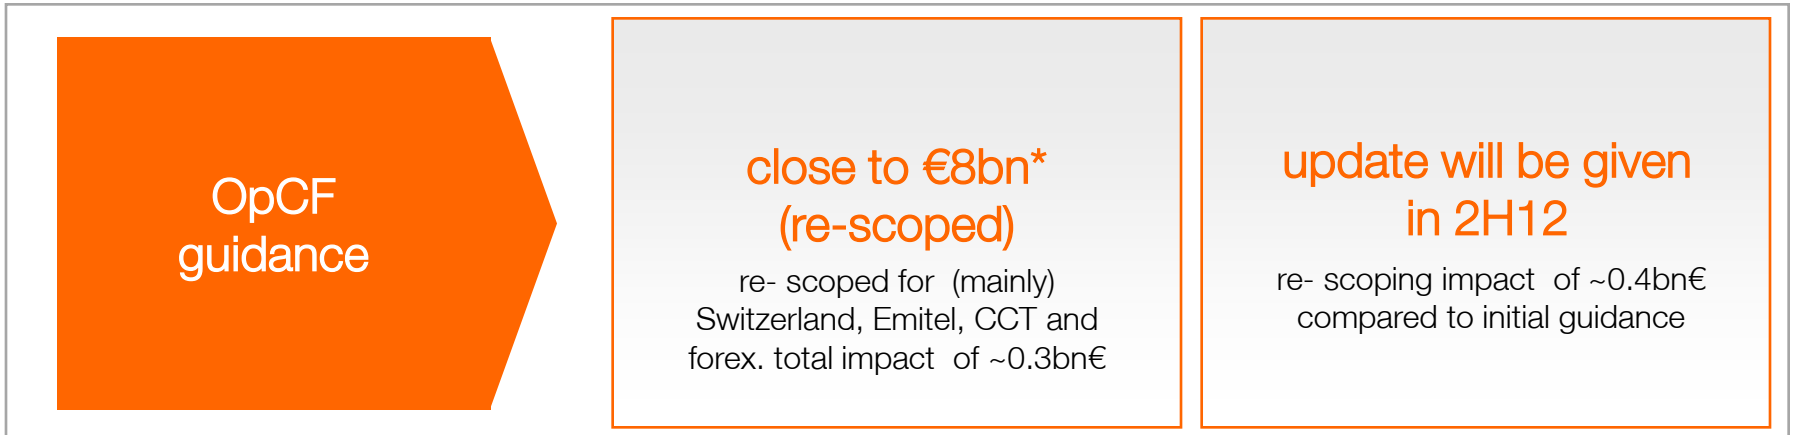 OpCF
guidance
close to €8bn*
(re-scoped)
re- scoped for (mainly)
Switzerland, Emitel, CCT and
forex. total impact of ~0.3bn€
update will be given
in 2H12
re- scoping impact of ~0.4bn€
compared to initial guidance